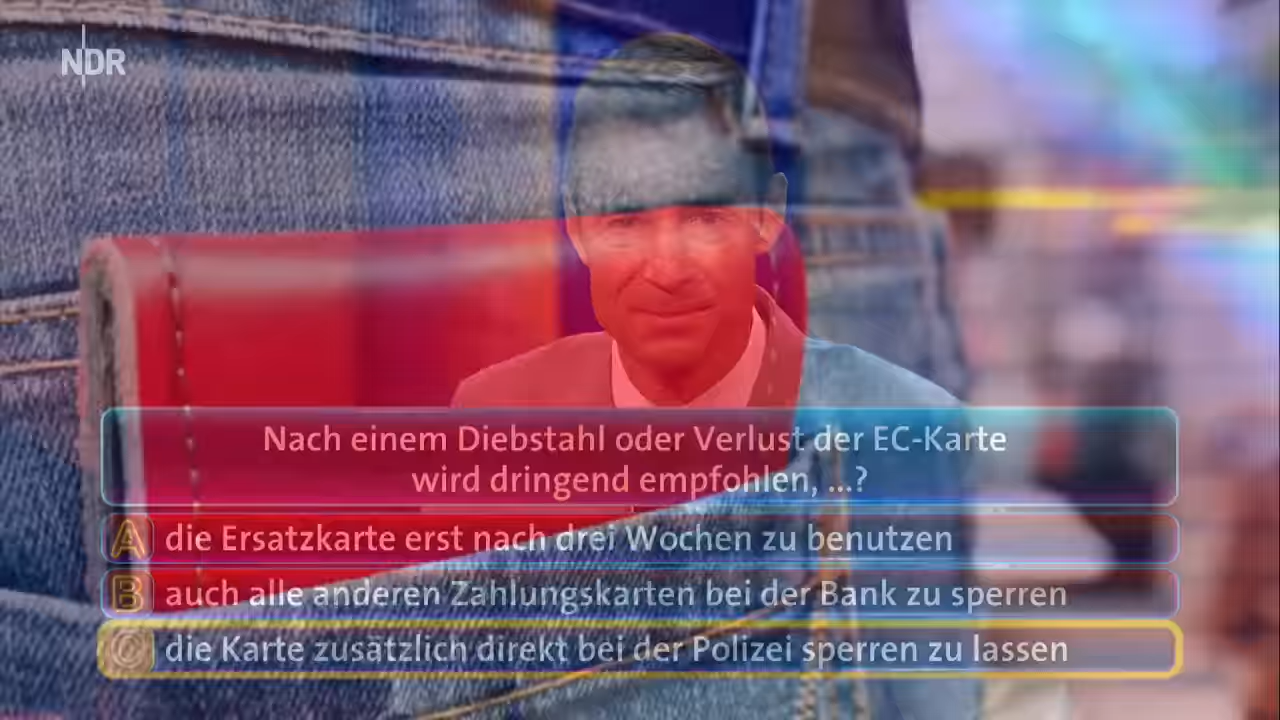 NDR
Nach einem Diebstahl oder Verlust der EC-Karte
wird dringend empfohlen, ...?
A die Ersatzkarte erst nach drei Wochen zu benutzen
B auch alle anderen Zahlungskarten bei der Bank zu sperren
C die Karte zusätzlich direkt bei der Polizei sperren zu lassen